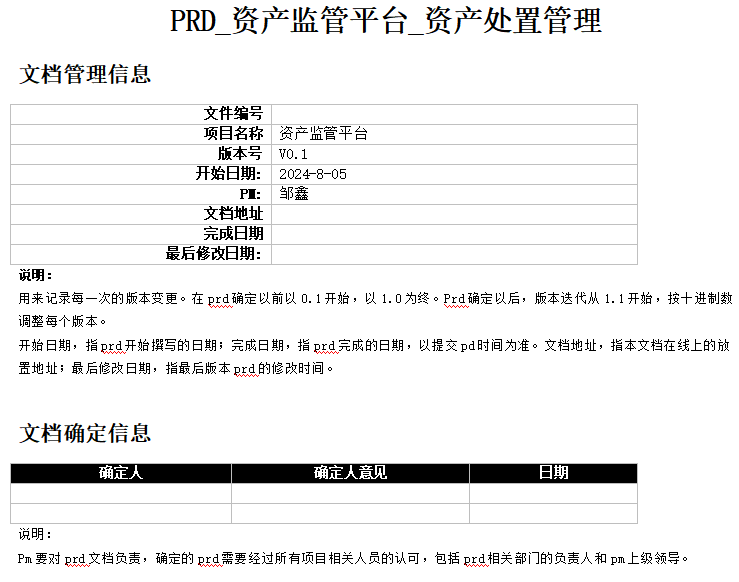 PRD_资产监管平台_资产处置管理
文档管理信息
文件编号
项目名称 资产监管平台
版本号 V0.1
开始日期: 2024-8-05
PM: 邹鑫
文档地址
完成日期
最后修改日期:
说明:
用来记录每一次的版本变更。在prd确定以前以0.1开始，以1.0为终。Prd确定以后，版本迭代从1.1开始，按十进制数
调整每个版本。
开始日期，指prd开始撰写的日期；完成日期，指prd完成的日期，以提交pd时间为准。文档地址，指本文档在线上的放
置地址；最后修改日期，指最后版本prd的修改时间。
文档确定信息
确定人 确定人意见 日期
说明:
Pm要对prd文档负责，确定的prd需要经过所有项目相关人员的认可，包括prd相关部门的负责人和pm上级领导。